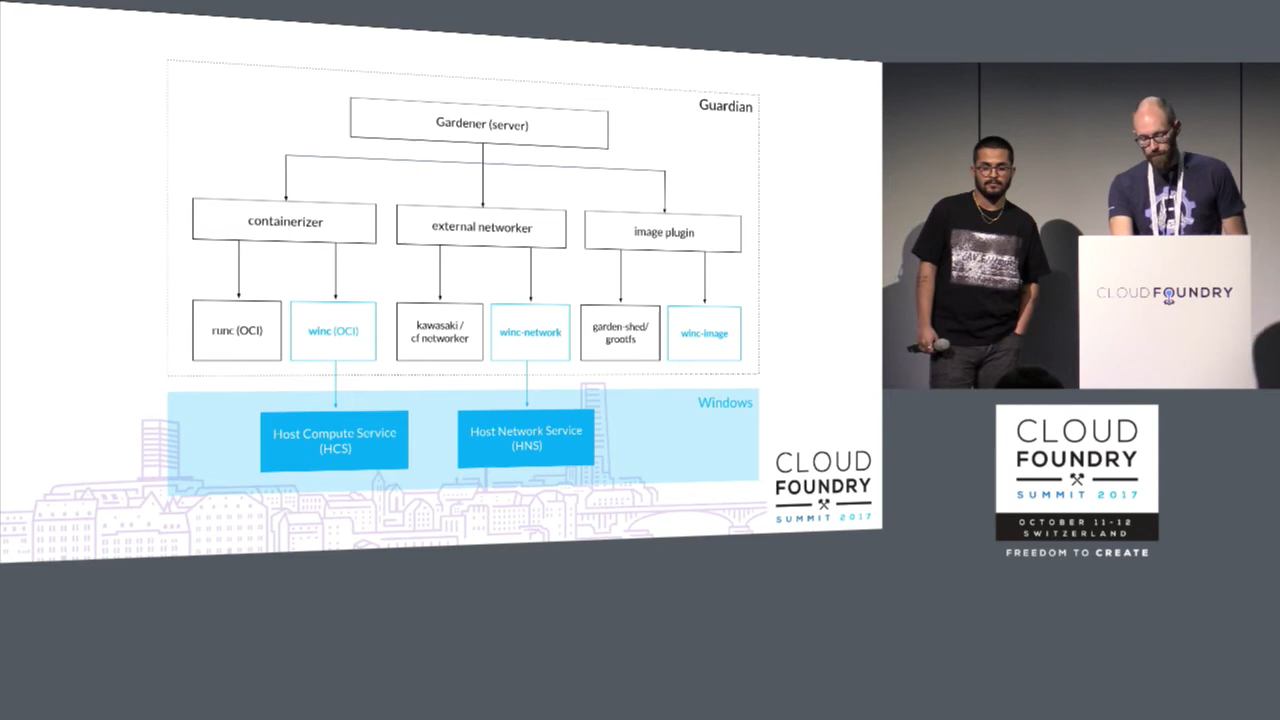 Guardian
Gardener (server)
containerizer
external networker
image plugin
runc (OCI)
winc (OCI)
kawasaki /
cf networker
winc-network
garden-shed/
grootfs
winc-image
Windows
Host Compute Service
(HCS)
Host Network Service
(HNS)
CLOUD
FOUNDRY
SUMMIT 2017
CLOUDFOUNDRY
CLOUD
FOUNDRY
SUMMIT 2017
OCTOBER 11-12
SWITZERLAND
FREEDOM TO CREATE